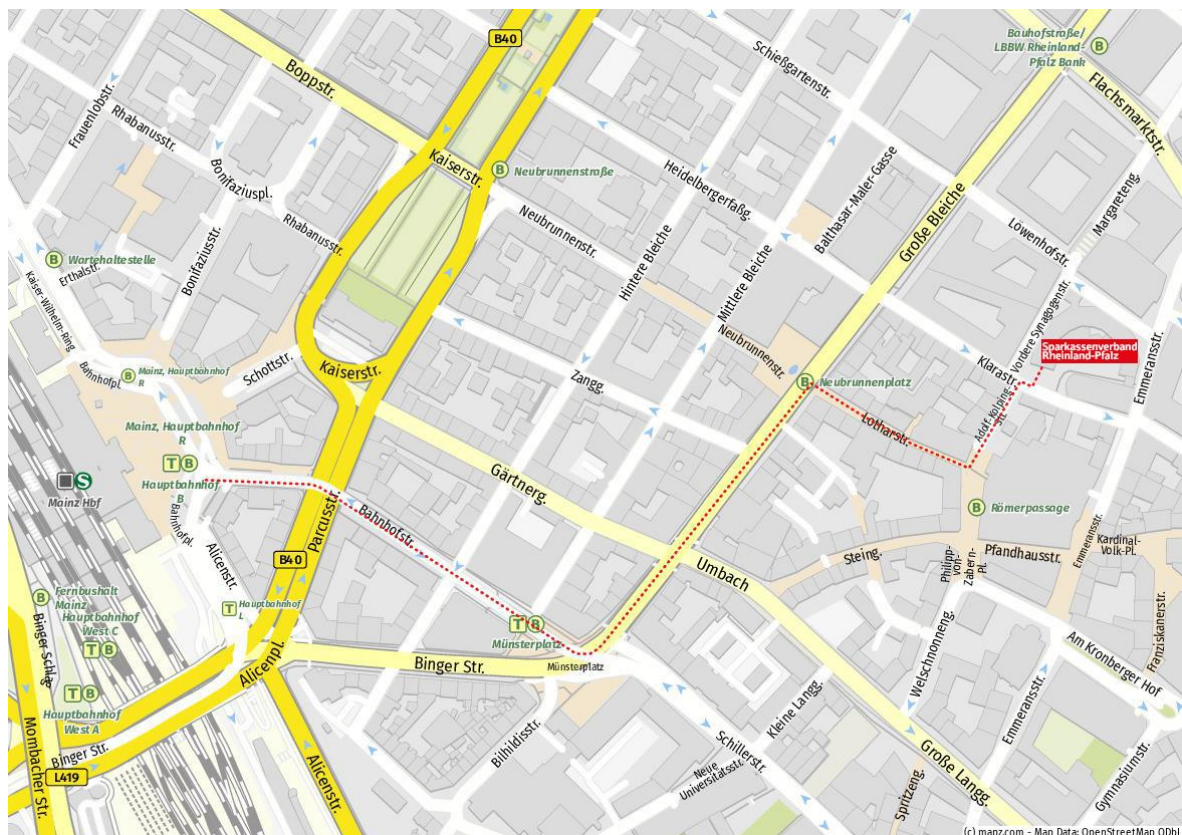 B40
Boppstr.
Frauenlobstr.
Rhabanusstr.
Bonifaziuspl.
Rhabanusstr.
Bonifaziusstr.
Kaiserstr.
Neubrunnenstraße
Schießgartenstr.
Bauhofstraße/
LBBW Rheinland-
Pfalz Bank
Flachsmarktstr.
Heidelbergerfaßg.
Balthasar-Maler-Gasse
Große Bleiche
Margareteng.
Löwenhofstr.
Neubrunnenstr.
Hintere Bleiche
Mittlere Bleiche
Wartehaltestelle
Erthalstr.
Kaiser-Wilhelm-Ring
Bahnhofpl.
Mainz, Hauptbahnhof
R
Schottstr.
Kaiserstr.
Zangg.
Neubrunnenstr.
Neubrunnenplatz
Klarastr.
Vordere Synagogenstr.
Sparkassenverband
Rheinland-Pfalz
Emmeransstr.
Adolf-Kolping-
Str.
Lotharstr.
Mainz, Hauptbahnhof
R
Hauptbahnhof
B
S
Mainz Hbf
Bahnhofpl.
Alicenstr.
Gärtnerg.
Parcusstr.
Bahnhofstr.
Umbach
Römerpassage
Steing.
Pfandhausstr.
Philipp-
von-
Zabern-
Pl.
Emmeransstr.
Kardinal-
Volk-Pl.
Franziskanerstr.
B40
Fernbushalt
Mainz
Hauptbahnhof
West C
T B
Hauptbahnhof
L
Hauptbahnhof
West A
Binger Schläge
Alicenpl.
Binger Str.
Münsterplatz
Münsterplatz
Bilhildisstr.
Kleine Langg.
Welschnonneng.
Am Kronberger Hof
Emmeransstr.
Gymnasiumstr.
Schillerstr.
Neue
Universitätsstr.
Große Langg.
Spritzeng.
Mombacher Str.
L419
Binger Str.
Alicenstr.
(c) mapz.com - Map Data: OpenStreetMap ODbL